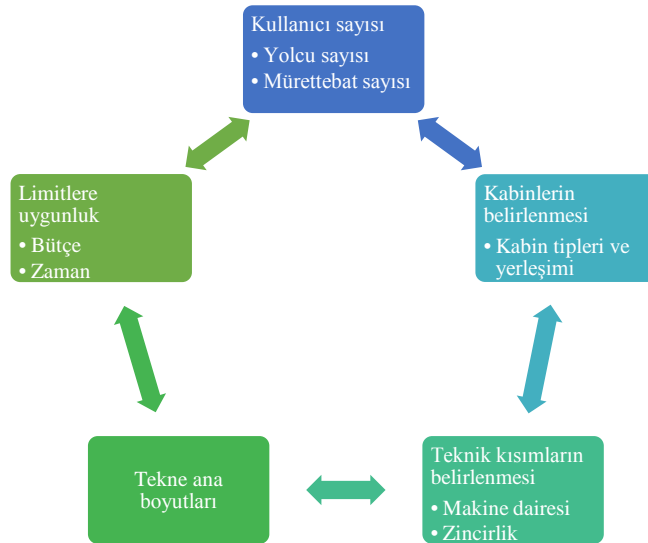 Kullanıcı sayısı
• Yolcu sayısı
• Mürettebat sayısı
Limitlere
uygunluk
• Bütçe
• Zaman
Kabinlerin
belirlenmesi
• Kabin tipleri ve
yerleşimi
Tekne ana
boyutları
Teknik kısımların
belirlenmesi
• Makine dairesi
• Zincirlik